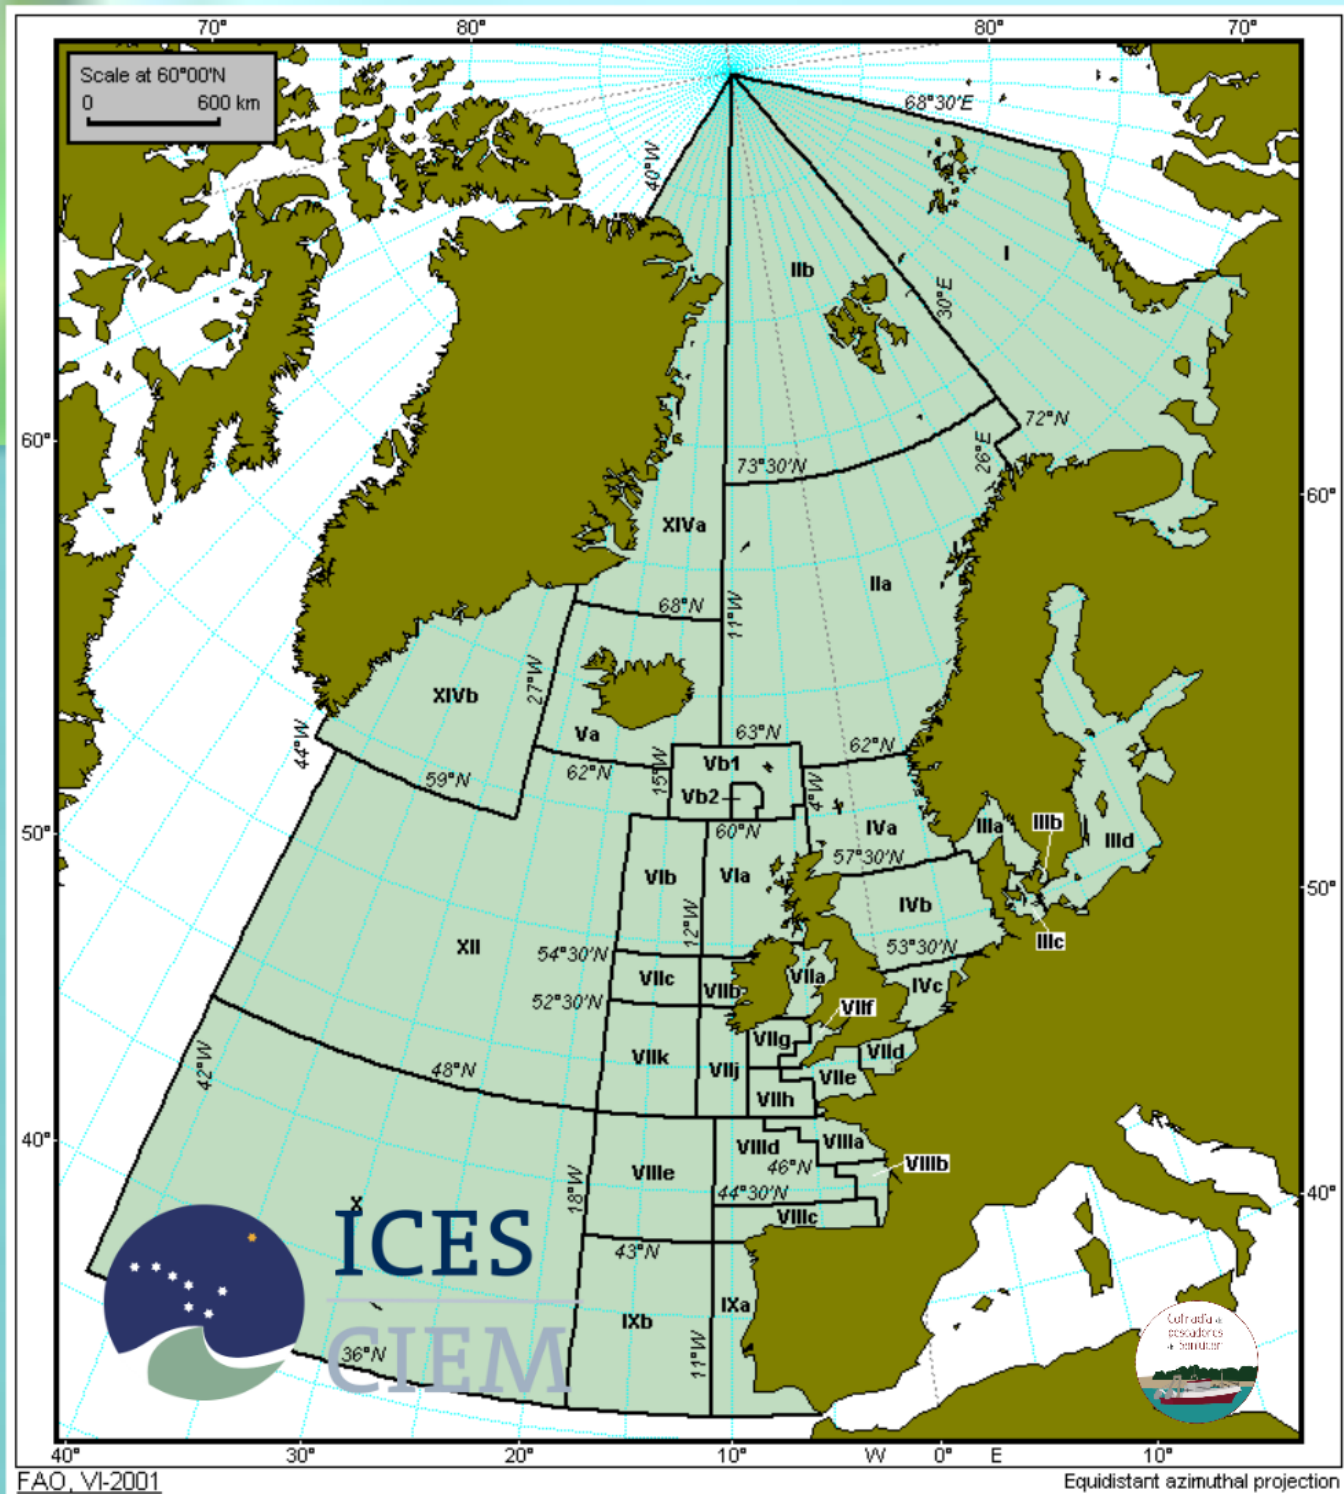 70°
80°
80°
70°
Scale at 60°00'N
0 600 km
68°30'E
40°W
I
IIb
30°E
72°N
60°
26°E
73°30'N
60°
XIVa
IIa
68°N
11°W
XIVb
27°W
Va
63°N
62°N
44°W
Vb1
62°N
15°W
59°N
Vb2
4°W
60°N
IVa
IIIa
IIIb
IIId
50°
57°30'N
VIb
VIa
50°
IVb
12°W
IIIc
XII
54°30'N
53°30'N
VIIc
VIIb
VIIa
IVc
52°30'N
VIIf
VIIg
VIId
VIIk
VIIj
VIIe
42°W
48°N
VIIh
40°
VIIId
VIIIa
VIIIb
46°N
VIIIe
44°30'N
40°
18°W
X
VIIIc
ICES
43°N
IXa
IXb
CIEM
36°N
11°W
pescadores
40°
30°
20°
10°
W
0°
E
10°
FAO, VI-2001
Equidistant azimuthal projection